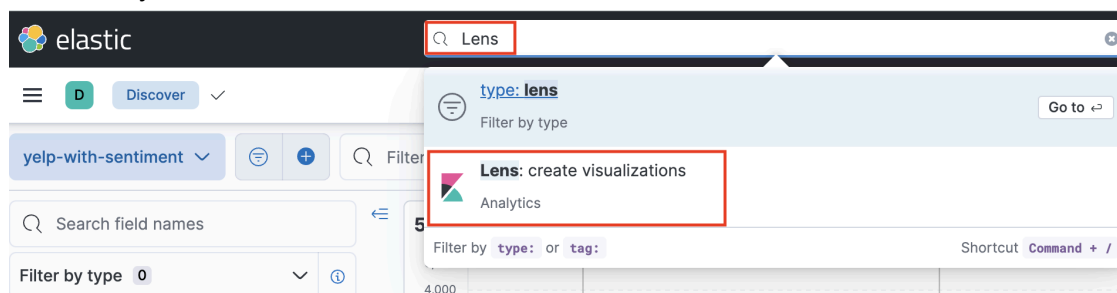 elastic
Lens
D
Discover
type: lens
Filter by type
Go to
yelp-with-sentiment
Lens: create visualizations
Analytics
Search field names
Filter by type: or tag:
Shortcut Command + /
Filter by type 0
4,000